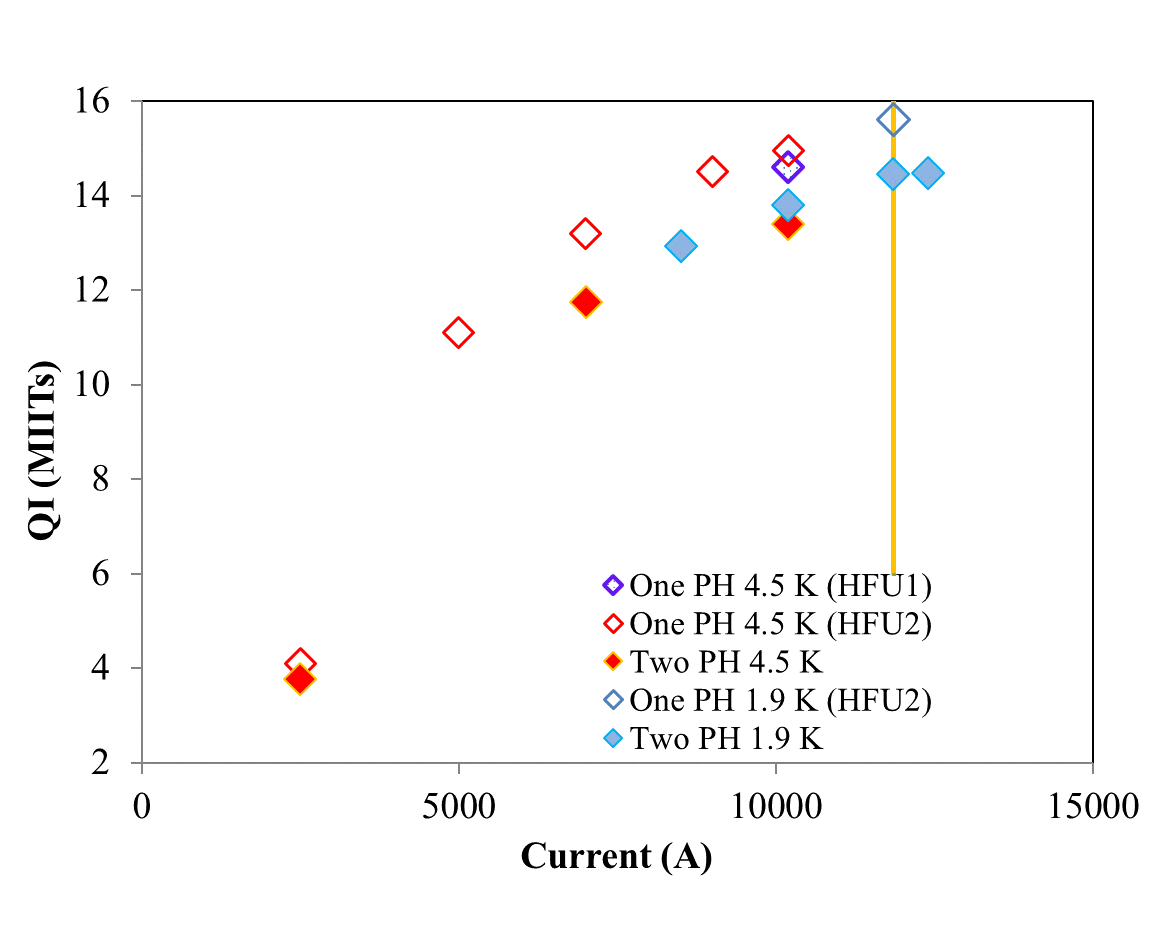 16
14
12
10
8
6
4
2
QI (MIITs)
One PH 4.5 K (HFU1)
One PH 4.5 K (HFU2)
Two PH 4.5 K
One PH 1.9 K (HFU2)
Two PH 1.9 K
0 5000 10000 15000
Current (A)